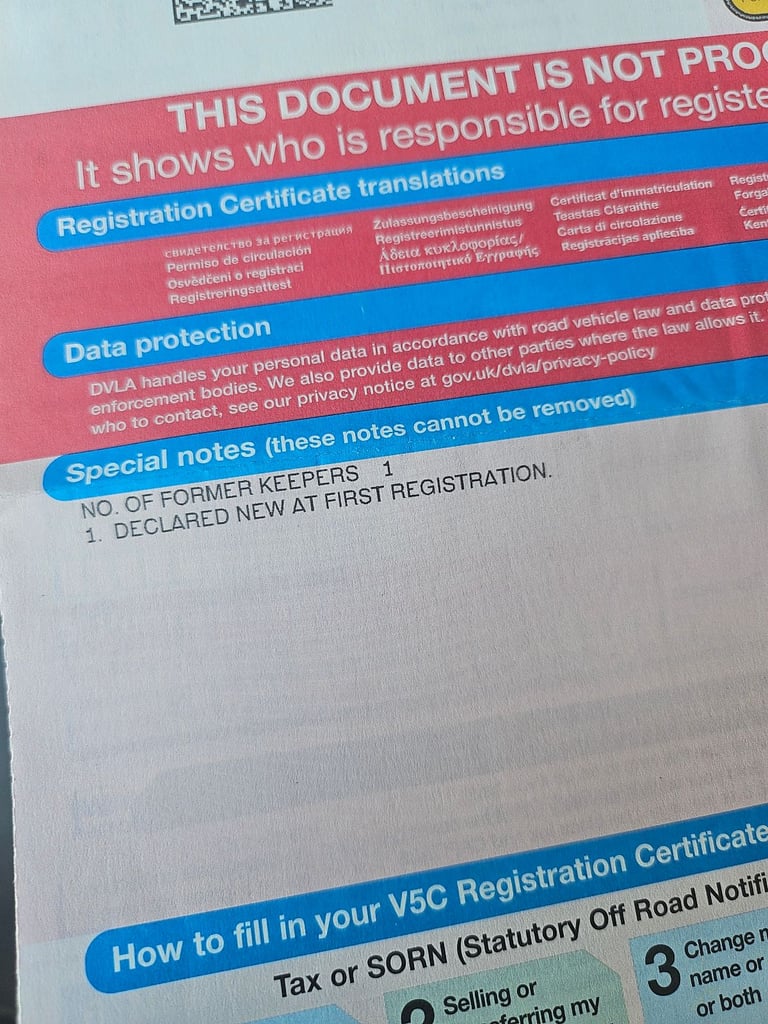 THIS DOCUMENT IS NOT
It shows who is responsible for
Registration Certificate translations
свидетелство за регистрация
Permiso de circulación
Osvědčení o registraci
Registreringsattest
Zulassungsbescheinigung
Registreerimistunnistus
Άδεια κυκλοφορίας/
Πιστοποιητικό Εγγραφής
Certificat d'immatriculation
Teastas Cláraithe
Carta di circolazione
Reģistrācijas apliecība
Data protection
DVLA handles your personal data in accordance with road vehicle law and data
enforcement bodies. We also provide data to other parties where the law allows it.
who to contact, see our privacy notice at gov.uk/dvla/privacy-policy
Special notes (these notes cannot be removed)
NO. OF FORMER KEEPERS 1
1. DECLARED NEW AT FIRST REGISTRATION.
How to fill in your V5C Registration Certificate
Tax or SORN (Statutory Off Road
2 Selling or
my
3 Change
name or
or both